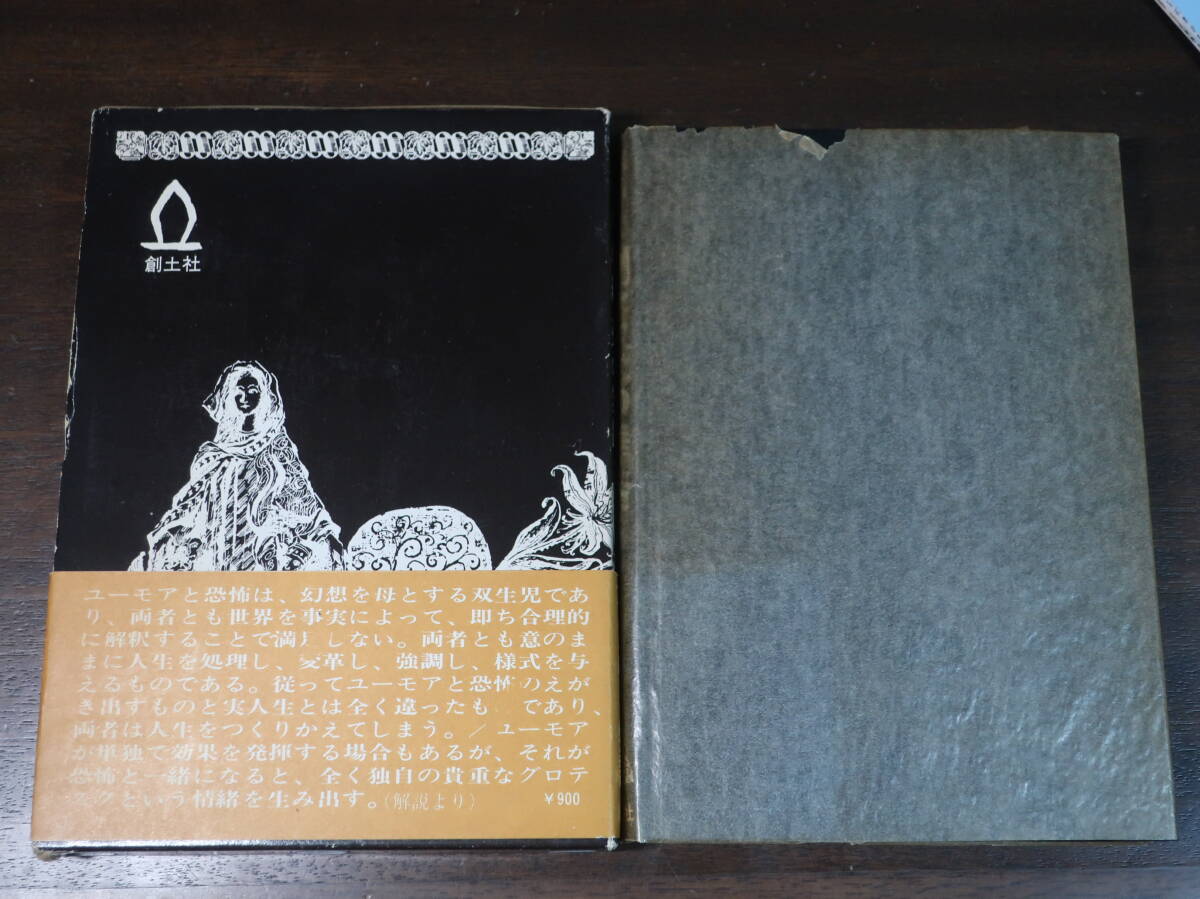 創土社
ユーモアと恐怖は、幻想を母とする双生児であ
り、両者とも世界を事実によって、即ち合理的
に解釈することで満足しない。両者とも意のま
まに人生を処理し、変革し、強調し、様式を与
えるものである。従ってユーモアと恐怖のえが
き出すものと実人生とは全く違ったも であり、
両者は人生をつくりかえてしまう。/ユーモア
が単独で効果を発揮する場合もあるが、それが
恐怖と一緒になると、全く独自の貴重なグロテ
スクという情緒を生み出す。(解説より) ¥900